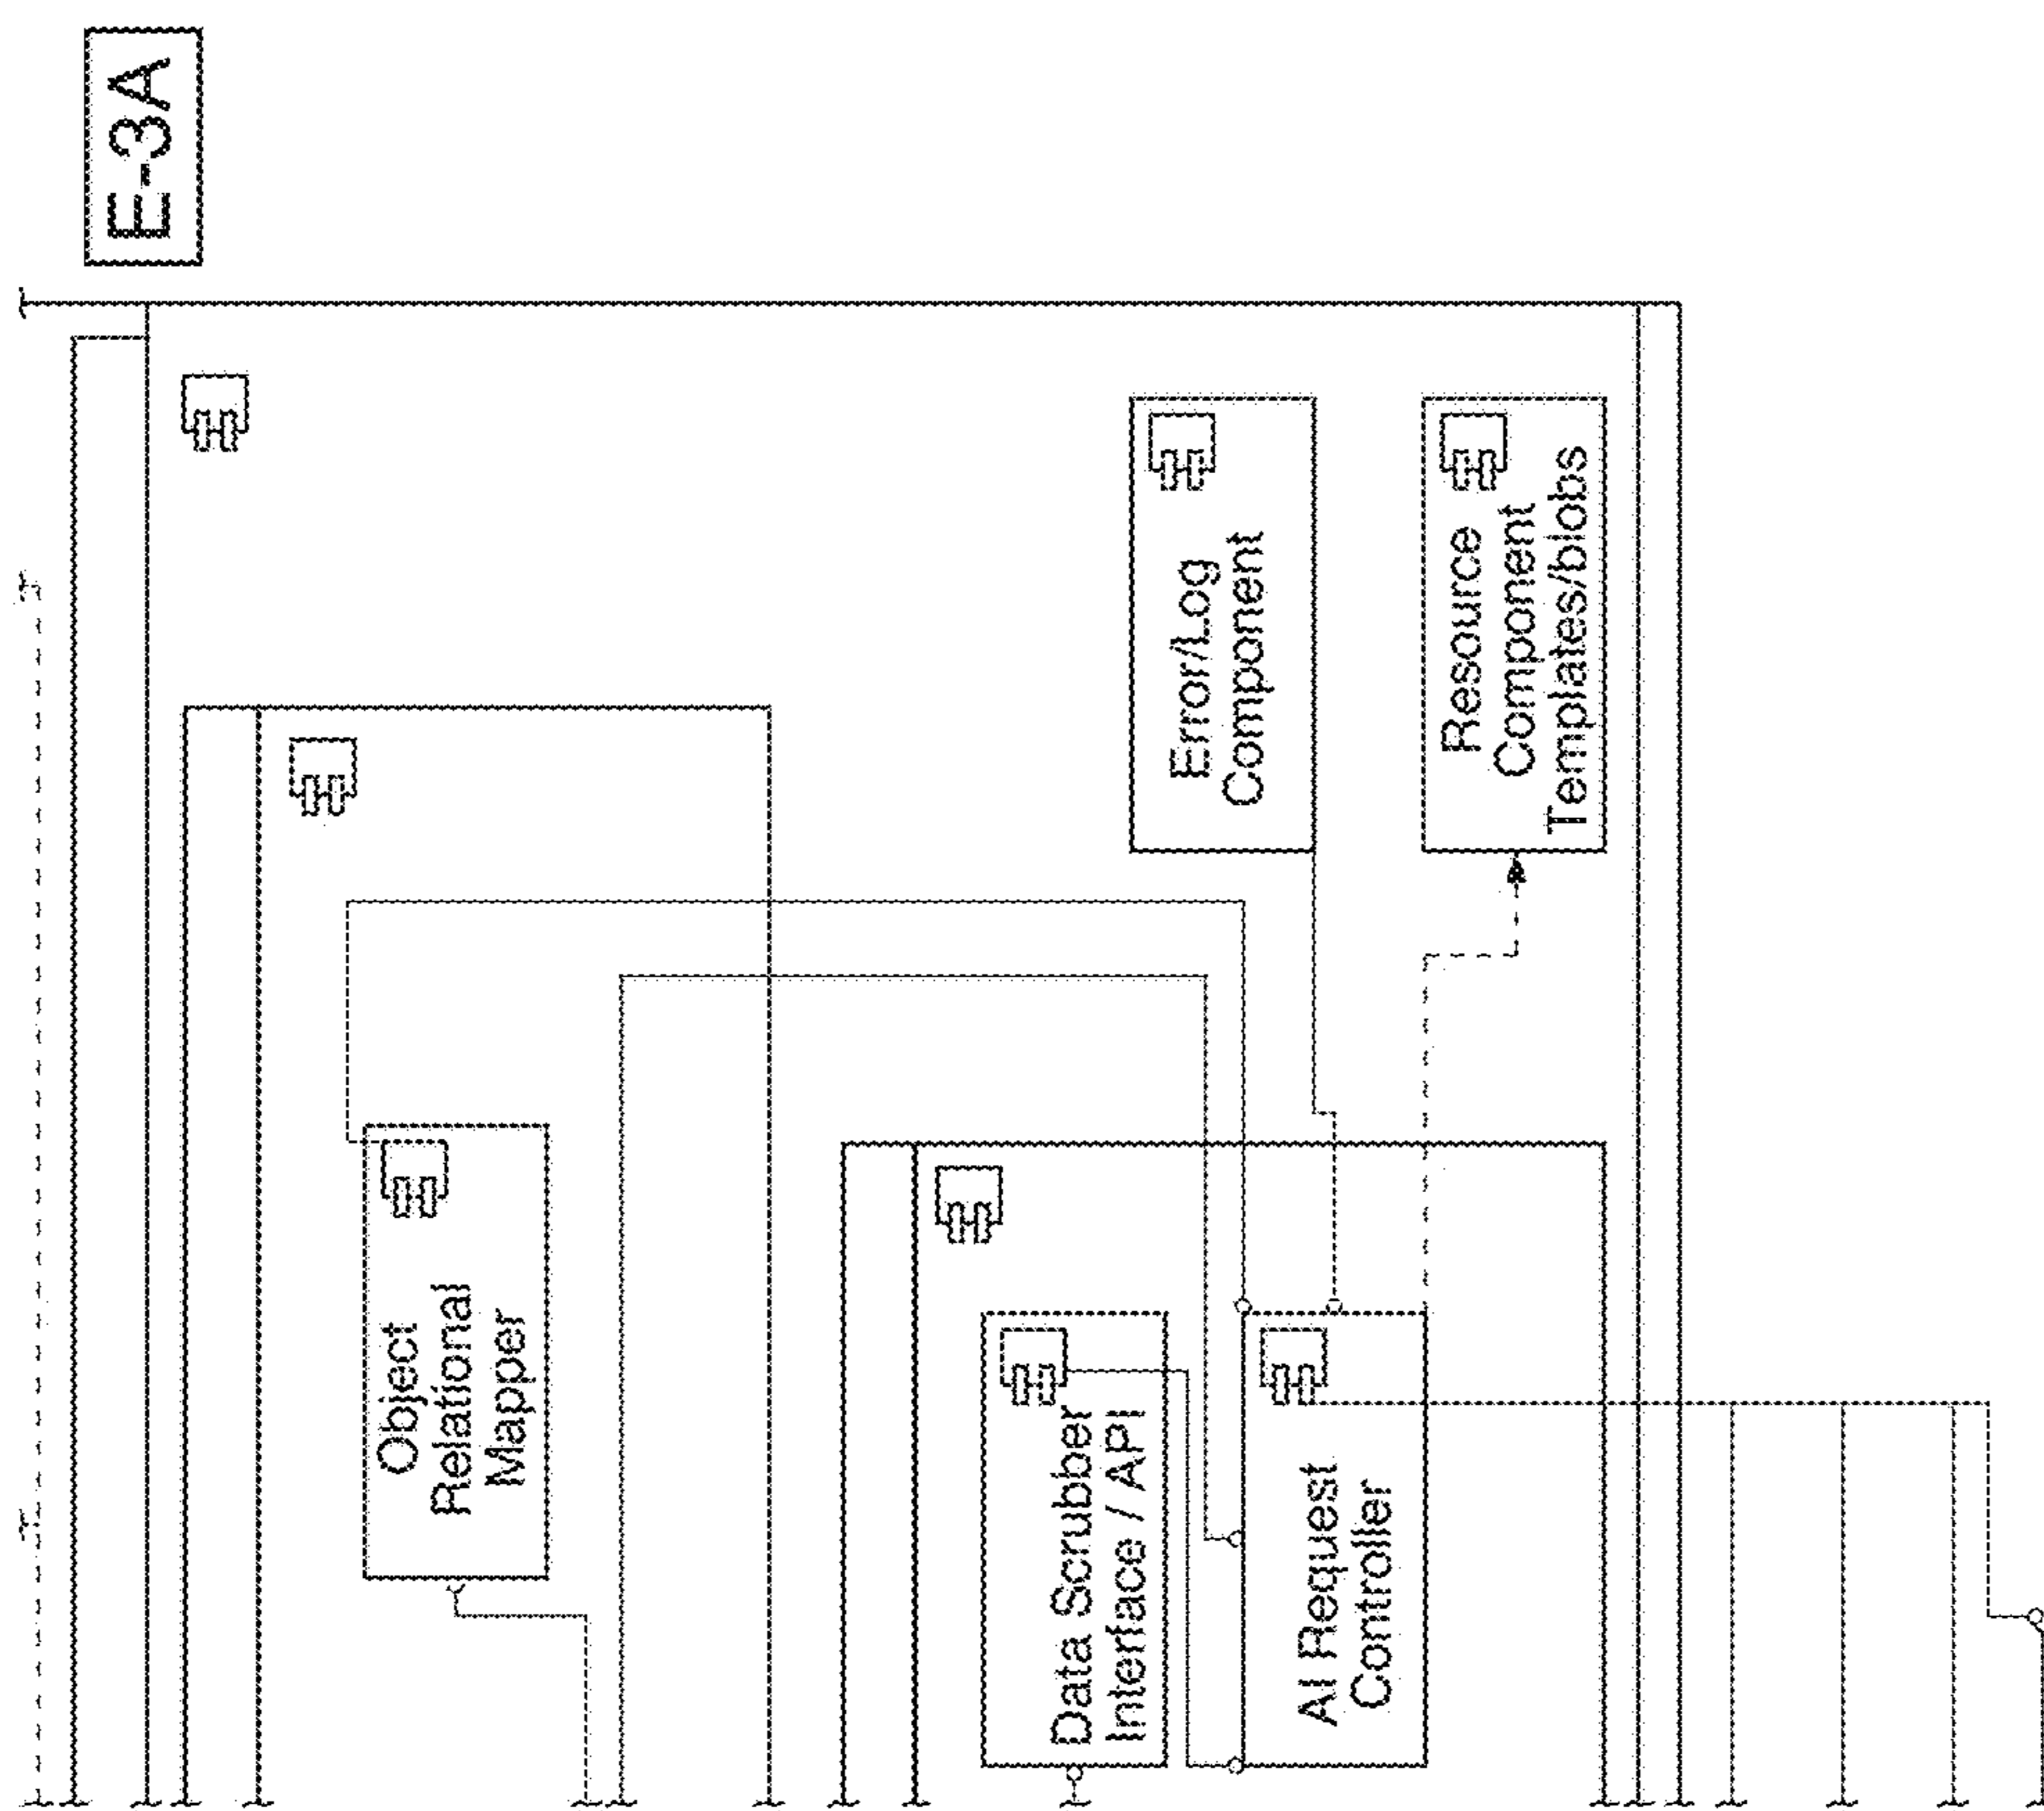 E-3A
Object
Relational
Mapper
Data Scrubber
Interface / API
AI Request
Controller
Error/Log
Component
Resource
Component
Templates/blobs